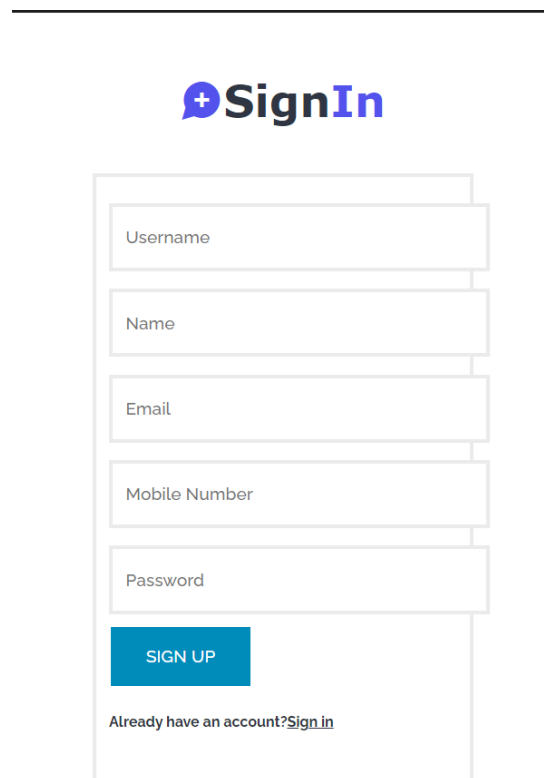 SignIn
Username
Name
Email
Mobile Number
Password
SIGN UP
Already have an account?Sign in